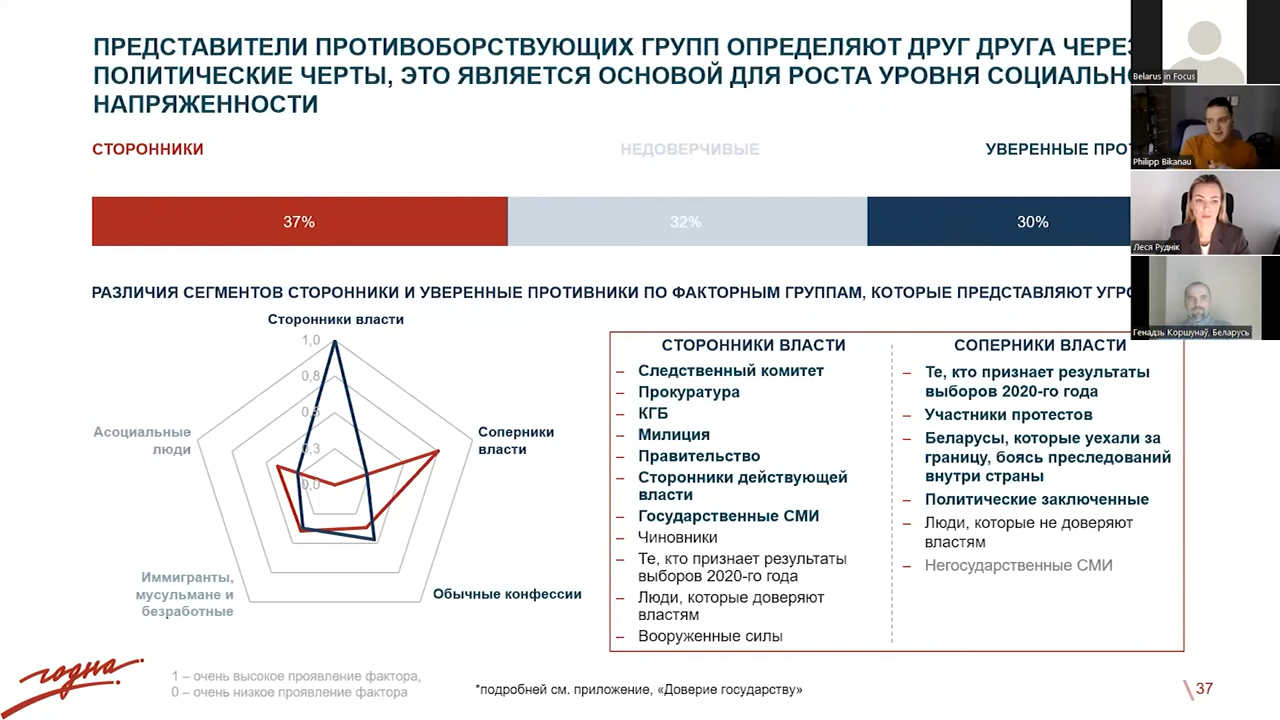 ПРЕДСТАВИТЕЛИ ПРОТИВОБОРСТВУЮЩИХ ГРУПП ОПРЕДЕЛЯЮТ ДРУГ ДРУГА ЧЕРЕЗ
ПОЛИТИЧЕСКИЕ ЧЕРТЫ, ЭТО ЯВЛЯЕТСЯ ОСНОВОЙ ДЛЯ РОСТА УРОВНЯ СОЦИАЛЬНО
НАПРЯЖЕННОСТИ
СТОРОННИКИ
НЕДОВЕРЧИВЫЕ
УВЕРЕННЫЕ ПРОТ
37%
32%
30%
РАЗЛИЧИЯ СЕГМЕНТОВ СТОРОННИКИ И УВЕРЕННЫЕ ПРОТИВНИКИ ПО ФАКТОРНЫМ ГРУППАМ, КОТОРЫЕ ПРЕДСТАВЛЯЮТ УГРО
Сторонники власти
1,0
0,8
0,5
0,3
0,0
Асоциальные
люди
Соперники
власти
Иммигранты,
мусульмане и
безработные
Обычные конфессии
СТОРОННИКИ ВЛАСТИ
– Следственный комитет
– Прокуратура
– КГБ
– Милиция
– Правительство
– Сторонники действующей
власти
– Государственные СМИ
– Чиновники
– Те, кто признает результаты
выборов 2020-го года
– Люди, которые доверяют
властям
– Вооруженные силы
СОПЕРНИКИ ВЛАСТИ
– Те, кто признает результаты
выборов 2020-го года
– Участники протестов
– Беларусы, которые уехали за
границу, боясь преследований
внутри страны
– Политические заключенные
– Люди, которые не доверяют
властям
– Негосударственные СМИ
годна
1 – очень высокое проявление фактора,
0 – очень низкое проявление фактора
*подробней см. приложение, «Доверие государству»
37
Belarus in Focus
Philipp Bikanau
Леся Руднік
Генадзь Коршунаў, Беларусь